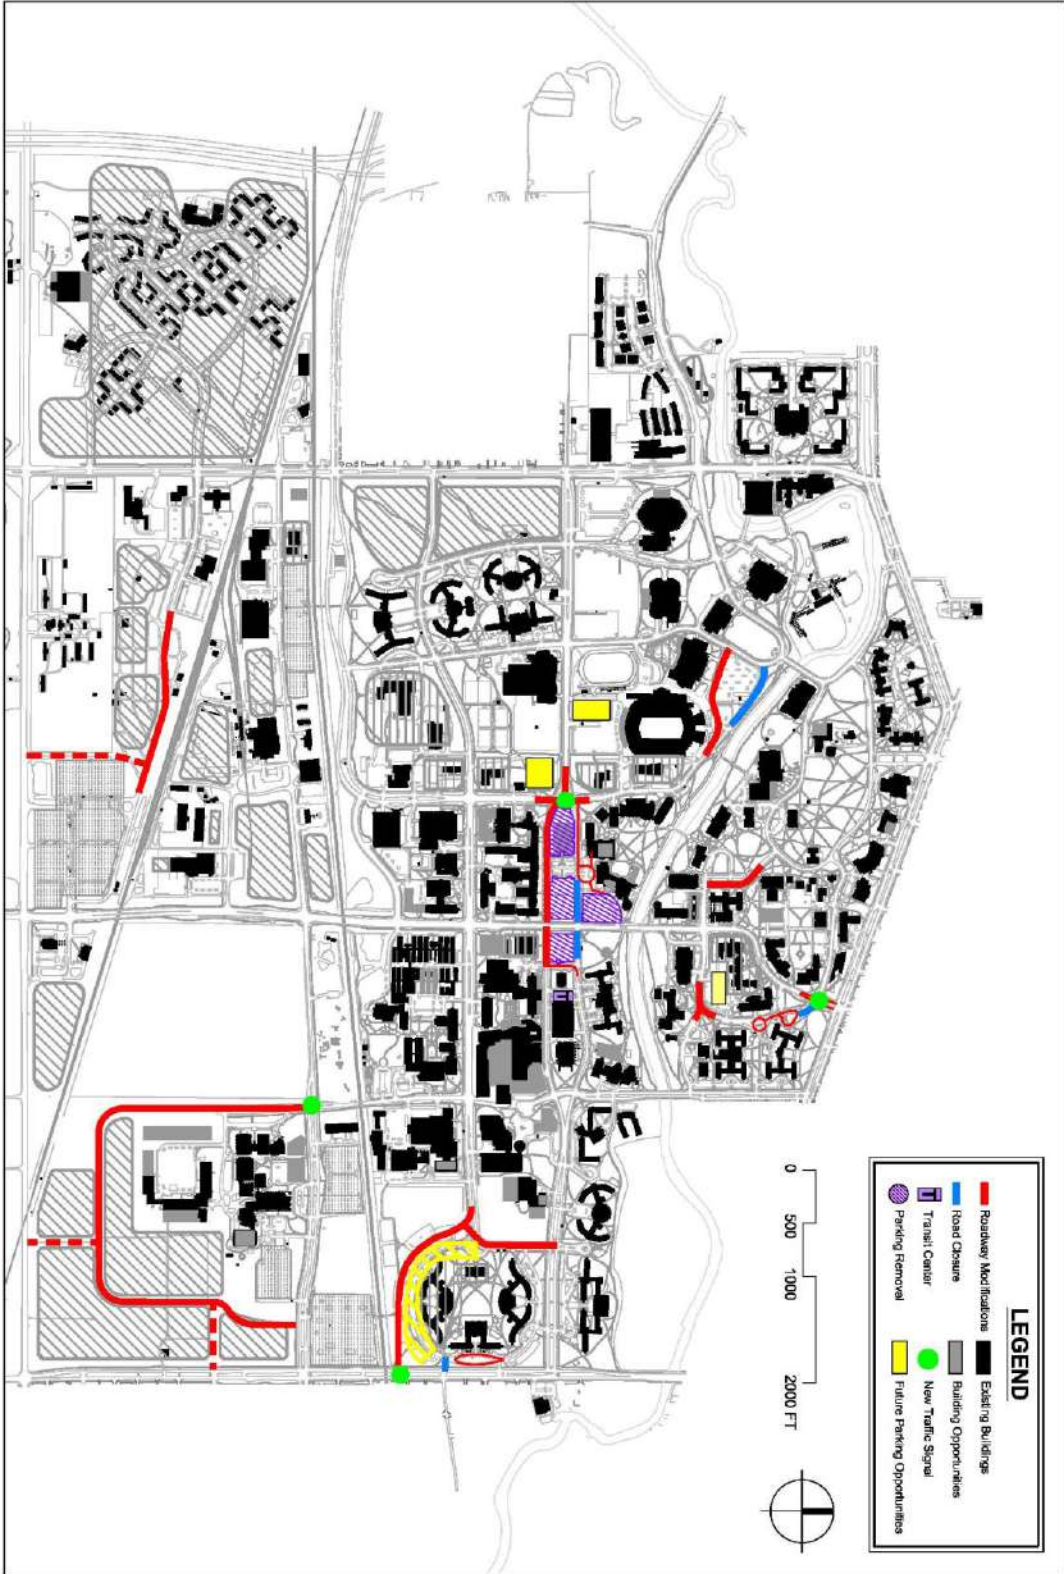 LEGEND
Roadway Modifications
Road Closure
Transit Center
Parking Removal
Existing Buildings
Building Opportunities
New Traffic Signal
Future Parking Opportunities
0 500 1000 2000 FT